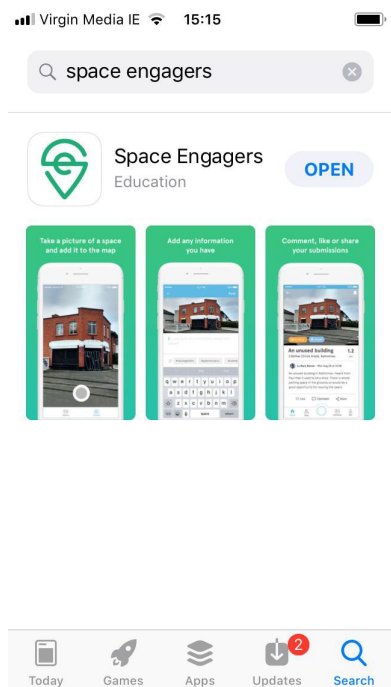 Virgin Media IE 15:15
space engagers
Space Engagers
Education
OPEN
Take a picture of a space
and add it to the map
Add any information
you have
Comment, like or share
your submissions
q w e r t y u i o p
a s d f g h j k l
z x c v b n m
An unused building
1.2
Today
Games
Apps
2
Updates
Search